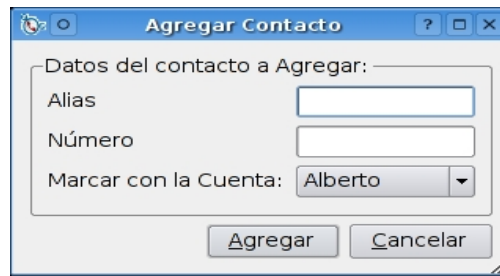 Agregar Contacto ?
Datos del contacto a Agregar:
Alias
Número
Marcar con la Cuenta: Alberto
Agregar Cancelar